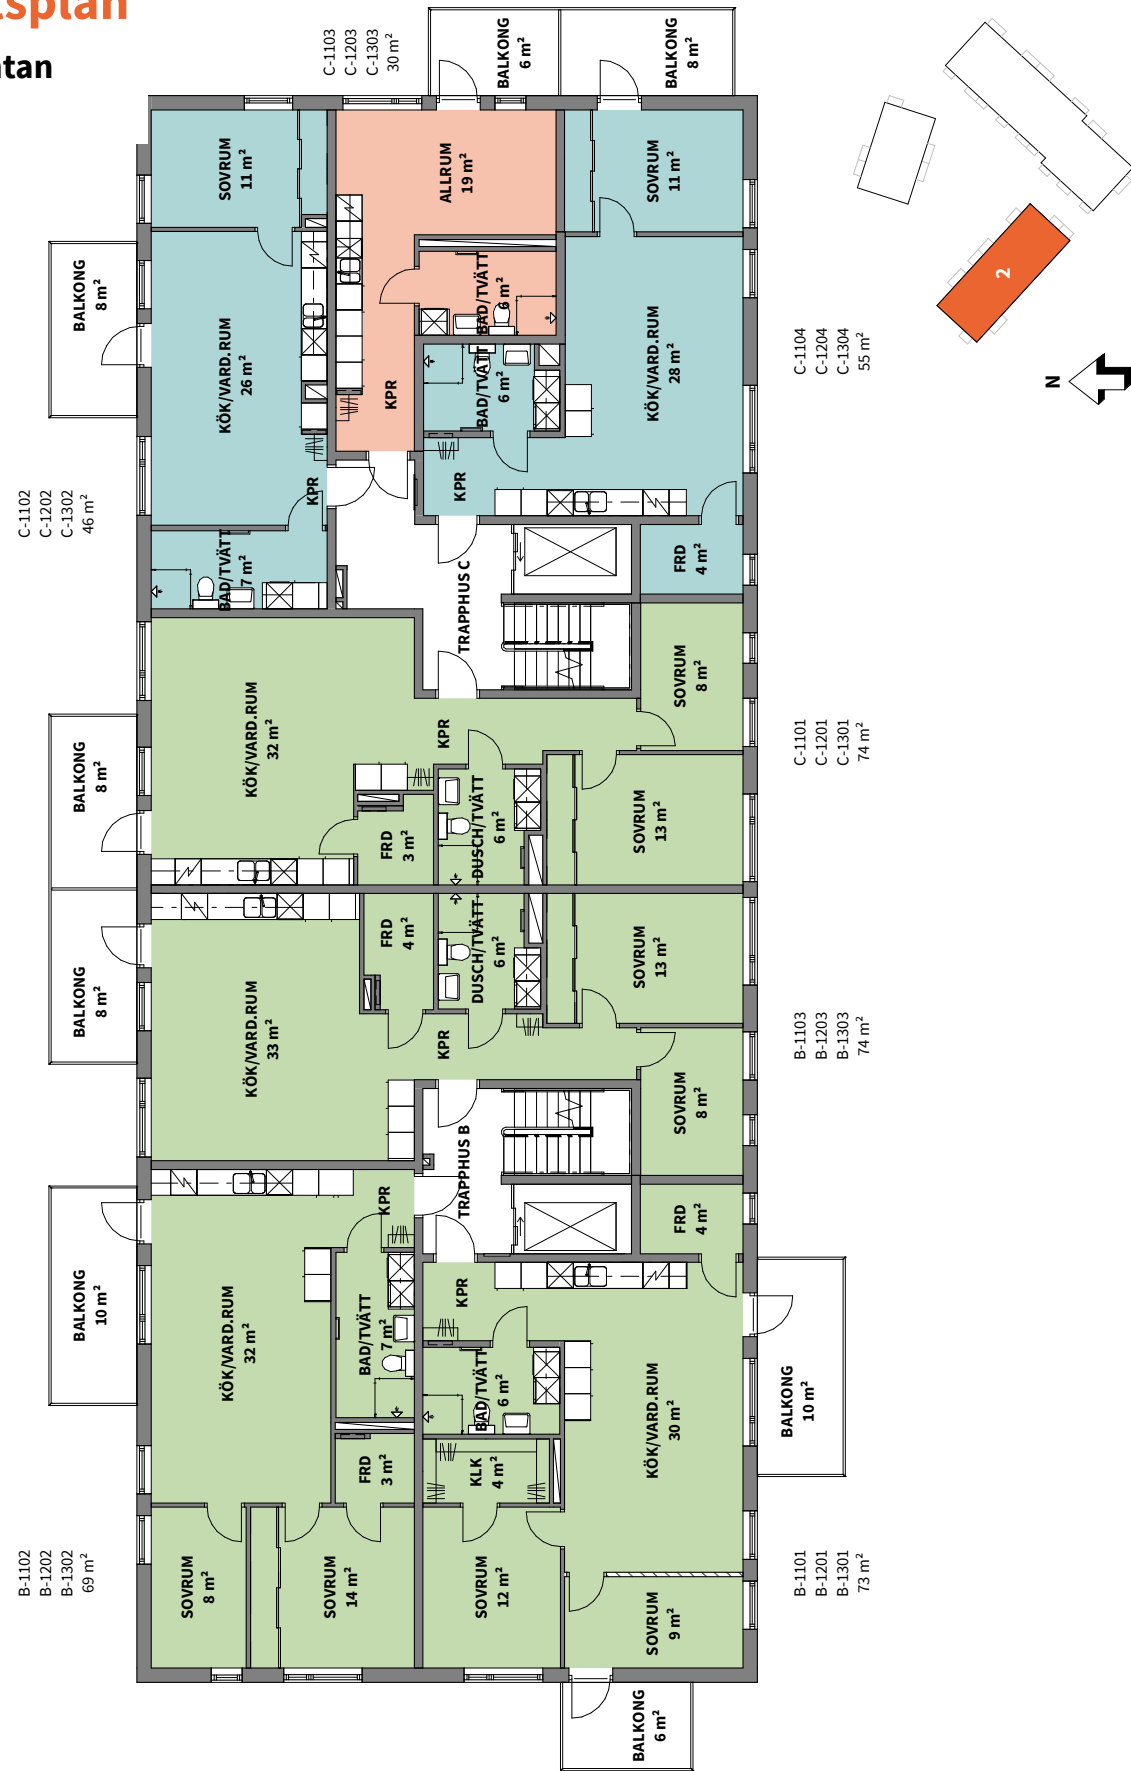 lsplan
ntan
C-1103
C-1203
C-1303
30 m²
BALKONG
6 m²
BALKONG
8 m²
SOVRUM
11 m²
ALLRUM
19 m²
SOVRUM
11 m²
BALKONG
8 m²
KÖK/VARD.RUM
26 m²
BAD/TVÄTT
6 m²
BAD/TVÄTT
6 m²
KPR
KÖK/VARD.RUM
28 m²
C-1104
C-1204
C-1304
55 m²
2
N
C-1102
C-1202
C-1302
46 m²
KPR
KPR
BAD/TVÄTT
7 m²
TRAPPHUS C
FRD
4 m²
SOVRUM
8 m²
KÖK/VARD.RUM
32 m²
KPR
BALKONG
8 m²
C-1101
C-1201
C-1301
74 m²
FRD
3 m²
DUSCH/TVÄTT
6 m²
SOVRUM
13 m²
BALKONG
8 m²
FRD
4 m²
DUSCH/TVÄTT
6 m²
SOVRUM
13 m²
KÖK/VARD.RUM
33 m²
KPR
B-1103
B-1203
B-1303
74 m²
SOVRUM
8 m²
TRAPPHUS B
KPR
FRD
4 m²
BALKONG
10 m²
KÖK/VARD.RUM
32 m²
BAD/TVÄTT
7 m²
KPR
BAD/TVÄTT
6 m²
KÖK/VARD.RUM
30 m²
BALKONG
10 m²
FRD
3 m²
KLK
4 m²
B-1102
B-1202
B-1302
69 m²
SOVRUM
8 m²
SOVRUM
14 m²
SOVRUM
12 m²
SOVRUM
9 m²
B-1101
B-1201
B-1301
73 m²
BALKONG
6 m²